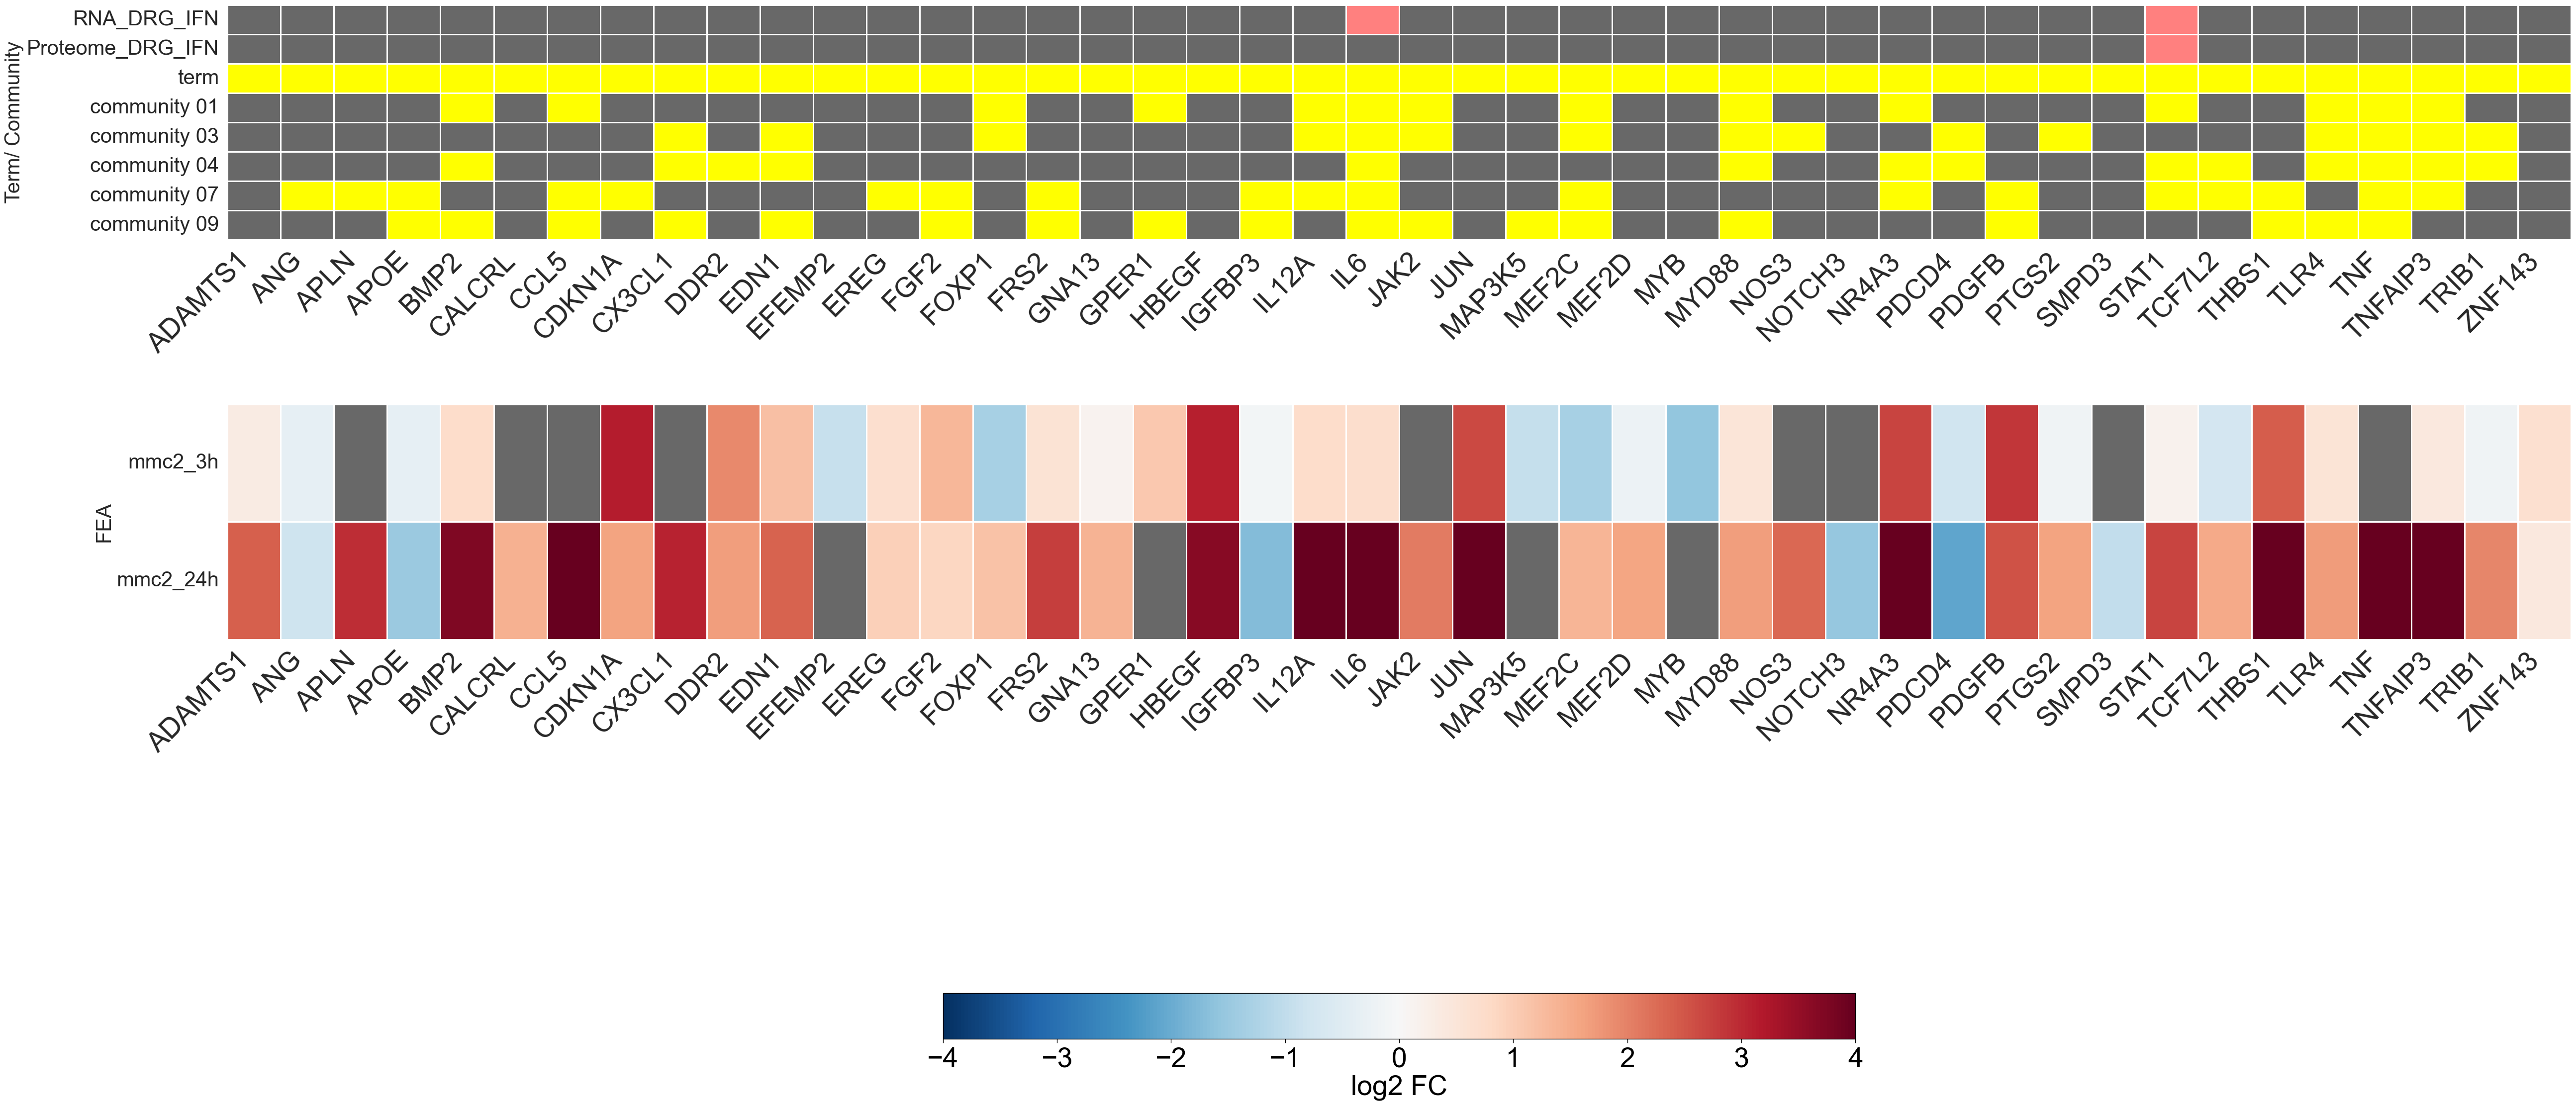 Term/ Community
RNA_DRG_IFN
Proteome_DRG_IFN
term
community 01
community 03
community 04
community 07
community 09
ADAMTS1
ANG
APLN
APOE
BMP2
CALCRL
CCL5
CDKN1A
CX3CL1
DDR2
EDN1
EFEMP2
EREG
FGF2
FOXP1
FRS2
GNA13
GPER1
HBEGF
IGFBP3
IL12A
IL6
JAK2
JUN
MAP3K5
MEF2C
MEF2D
MYB
MYD88
NOS3
NOTCH3
NR4A3
PDCD4
PDGFB
PTGS2
SMPD3
STAT1
TCF7L2
THBS1
TLR4
TNF
TNFAIP3
TRIB1
ZNF143
FEA
mmc2_3h
mmc2_24h
ADAMTS1
ANG
APLN
APOE
BMP2
CALCRL
CCL5
CDKN1A
CX3CL1
DDR2
EDN1
EFEMP2
EREG
FGF2
FOXP1
FRS2
GNA13
GPER1
HBEGF
IGFBP3
IL12A
IL6
JAK2
JUN
MAP3K5
MEF2C
MEF2D
MYB
MYD88
NOS3
NOTCH3
NR4A3
PDCD4
PDGFB
PTGS2
SMPD3
STAT1
TCF7L2
THBS1
TLR4
TNF
TNFAIP3
TRIB1
ZNF143
−4 −3 −2 −1 0 1 2 3 4
log2 FC